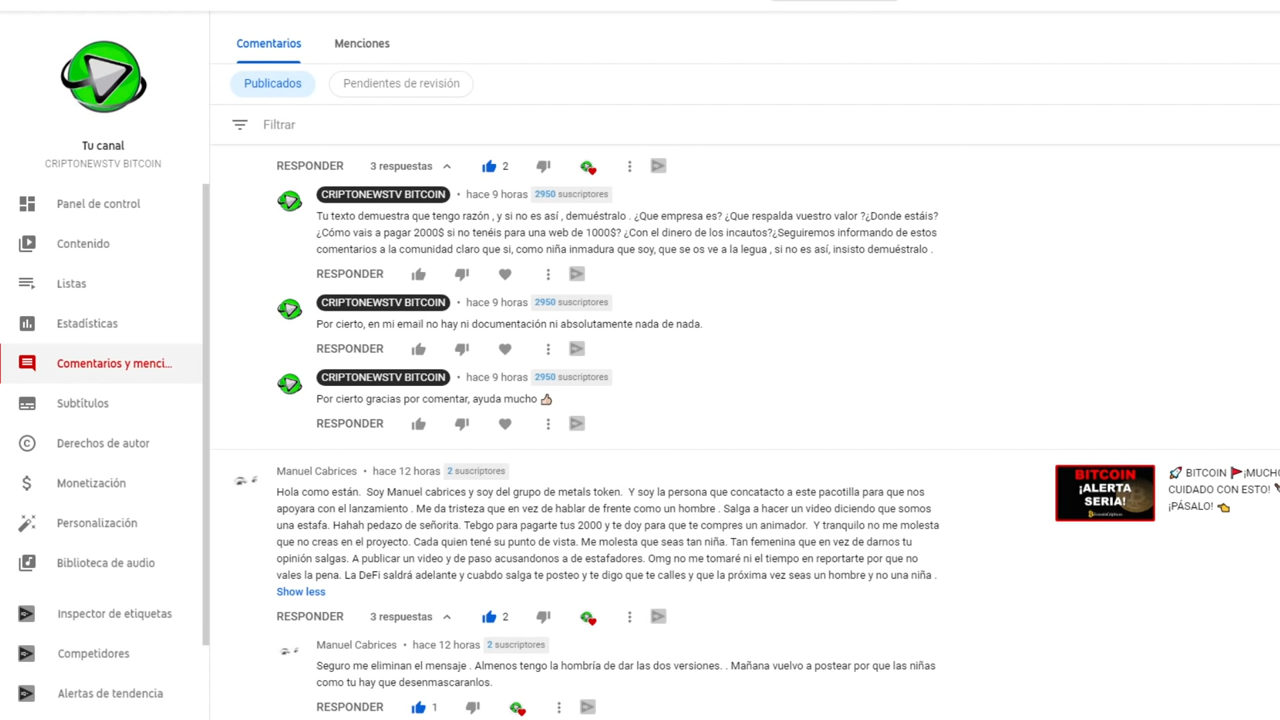 Comentarios
Menciones
Publicados
Pendientes de revisión
Filtrar
Tu canal
CRIPTONEWSTV BITCOIN
Panel de control
Contenido
Listas
Estadísticas
Comentarios y menci...
Subtítulos
Derechos de autor
Monetización
Personalización
Biblioteca de audio
Inspector de etiquetas
Competidores
Alertas de tendencia
RESPONDER 3 respuestas 2
CRIPTONEWSTV BITCOIN • hace 9 horas 2950 suscriptores
Tu texto demuestra que tengo razón , y si no es así , demuéstralo . ¿Que empresa es? ¿Que respalda vuestro valor ?¿Donde estáis?
¿Cómo vais a pagar 2000$ si no tenéis para una web de 1000$? ¿Con el dinero de los incautos?¿Seguiremos informando de estos
comentarios a la comunidad claro que si, como niña inmadura que soy, que se os ve a la legua , si no es así, insisto demuéstralo .
RESPONDER
CRIPTONEWSTV BITCOIN • hace 9 horas 2950 suscriptores
Por cierto, en mi email no hay ni documentación ni absolutamente nada de nada.
RESPONDER
CRIPTONEWSTV BITCOIN • hace 9 horas 2950 suscriptores
Por cierto gracias por comentar, ayuda mucho 👍🏻
RESPONDER
Manuel Cabrices • hace 12 horas 2 suscriptores
Hola como están. Soy Manuel cabrices y soy del grupo de metals token. Y soy la persona que concatacto a este pacotilla para que nos
apoyara con el lanzamiento . Me da tristeza que en vez de hablar de frente como un hombre . Salga a hacer un video diciendo que somos
una estafa. Hahah pedazo de señorita. Tebgo para pagarte tus 2000 y te doy para que te compres un animador. Y tranquilo no me molesta
que no creas en el proyecto. Cada quien tené su punto de vista. Me molesta que seas tan niña. Tan femenina que en vez de darnos tu
opinión salgas. A publicar un video y de paso acusandonos a de estafadores. Omg no me tomaré ni el tiempo en reportarte por que no
vales la pena. La DeFi saldrá adelante y cuabdo salga te posteo y te digo que te calles y que la próxima vez seas un hombre y no una niña .
Show less
RESPONDER 3 respuestas 2
Manuel Cabrices • hace 12 horas 2 suscriptores
Seguro me eliminan el mensaje . Almenos tengo la hombría de dar las dos versiones. . Mañana vuelvo a postear por que las niñas
como tu hay que desenmascaranlos.
RESPONDER 1
BITCOIN
¡ALERTA
SERIA!
🚀 BITCOIN 🚩¡MUCHO
CUIDADO CON ESTO!
¡PÁSALO! 👈